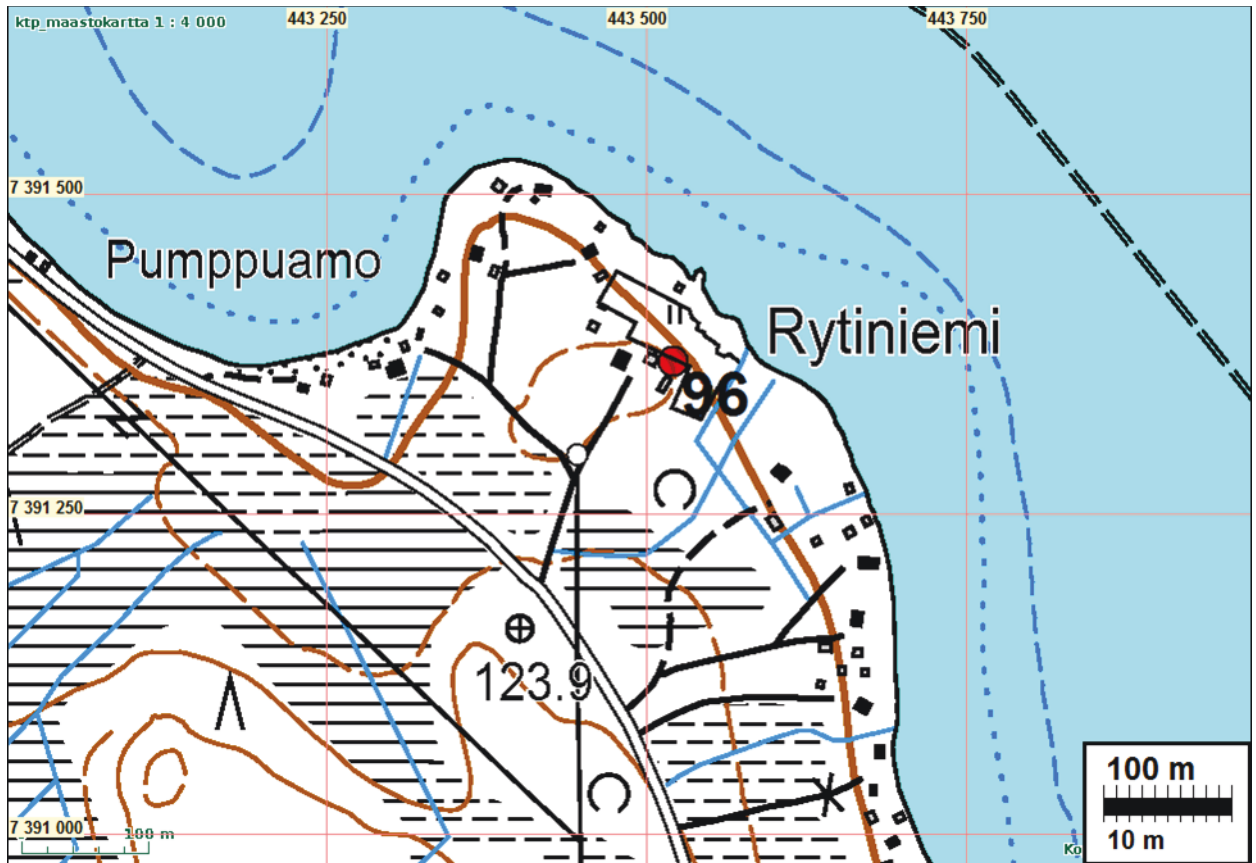 ktp_maastokartta 1 : 4 000
443 250
443 500
443 750
7 391 500
Pumppuamo
Rytiniemi
96
7 391 250
123.9
100 m
10 m
7 391 000
100 m
Ko